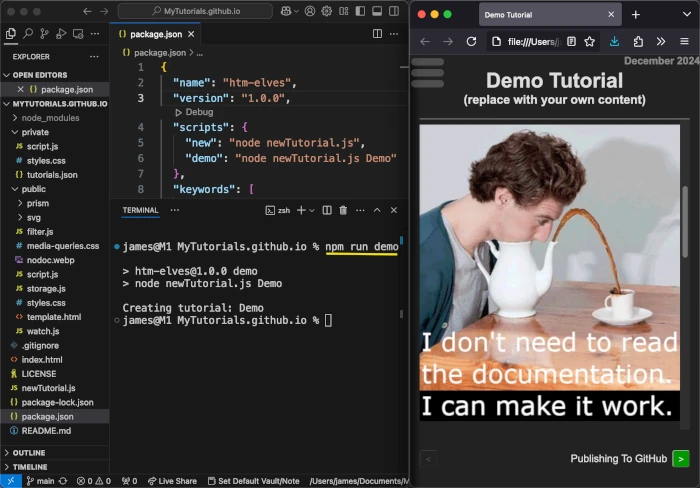 MyTutorials.github.io
EXPLORER
OPEN EDITORS
package.json
MYTUTORIALS.GITHUB.IO
node_modules
private
script.js
styles.css
tutorials.json
public
prism
svg
filter.js
media-queries.css
nodoc.webp
script.js
storage.js
styles.css
template.html
watch.js
.gitignore
index.html
LICENSE
newTutorial.js
package-lock.json
package.json
README.md
OUTLINE
TIMELINE
package.json
package.json > ...
1 {
2 "name": "htm-elves",
3 "version": "1.0.0",
Debug
4 "scripts": {
5 "new": "node newTutorial.js",
6 "demo": "node newTutorial.js Demo"
7 },
8 "keywords": [
TERMINAL
zsh
james@M1 MyTutorials.github.io % npm run demo
> htm-elves@1.0.0 demo
> node newTutorial.js Demo
Creating tutorial: Demo
james@M1 MyTutorials.github.io %
main 0 0 0 Live Share Set Default Vault/Note /Users/james/Documents/M
Demo Tutorial
file:///Users/j
December 2024
Demo Tutorial
(replace with your own content)
I don't need to read
the documentation.
I can make it work.
< Publishing To GitHub >